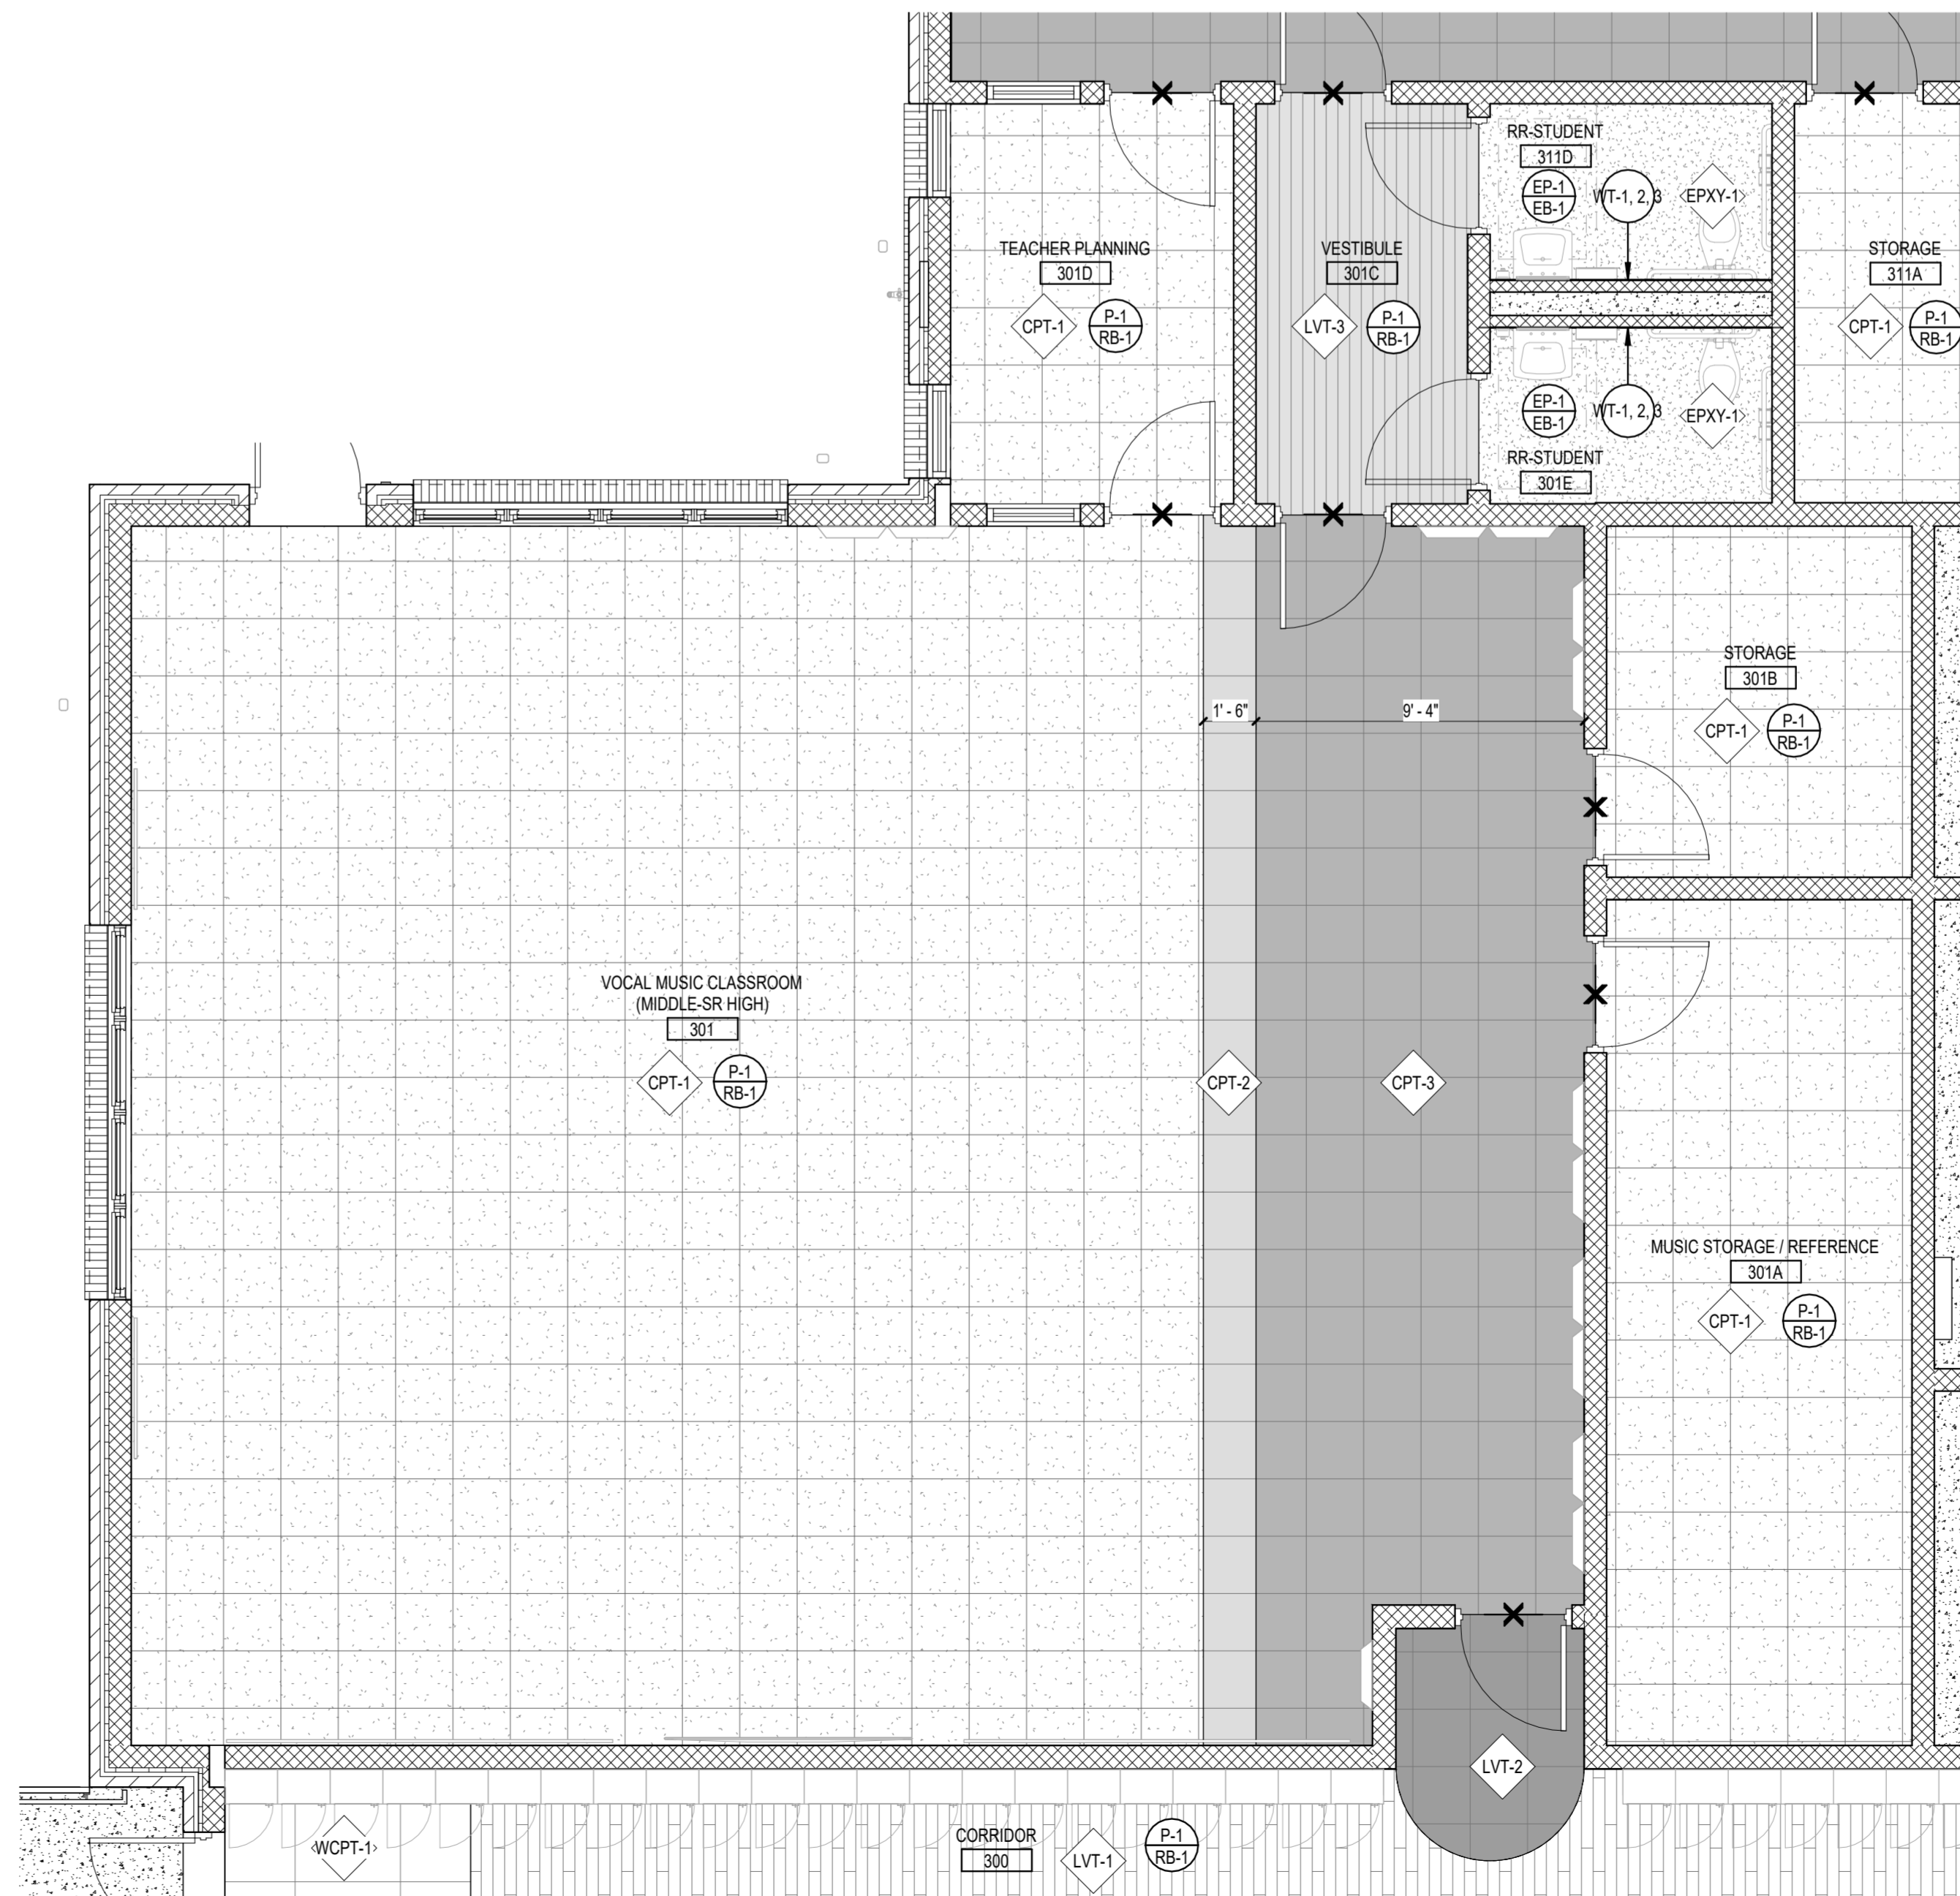 RR-STUDENT
311D
EP-1
EB-1
WT-1, 2, 3
EPXY-1
TEACHER PLANNING
301D
CPT-1
P-1
RB-1
VESTIBULE
301C
LVT-3
P-1
RB-1
STORAGE
311A
CPT-1
P-1
RB-1
EP-1
EB-1
WT-1, 2, 3
EPXY-1
RR-STUDENT
301E
STORAGE
301B
CPT-1
P-1
RB-1
1' - 6"
9' - 4"
VOCAL MUSIC CLASSROOM
(MIDDLE-SR HIGH)
301
CPT-1
P-1
RB-1
CPT-2
CPT-3
MUSIC STORAGE / REFERENCE
301A
CPT-1
P-1
RB-1
LVT-2
WCPT-1
CORRIDOR
300
LVT-1
P-1
RB-1